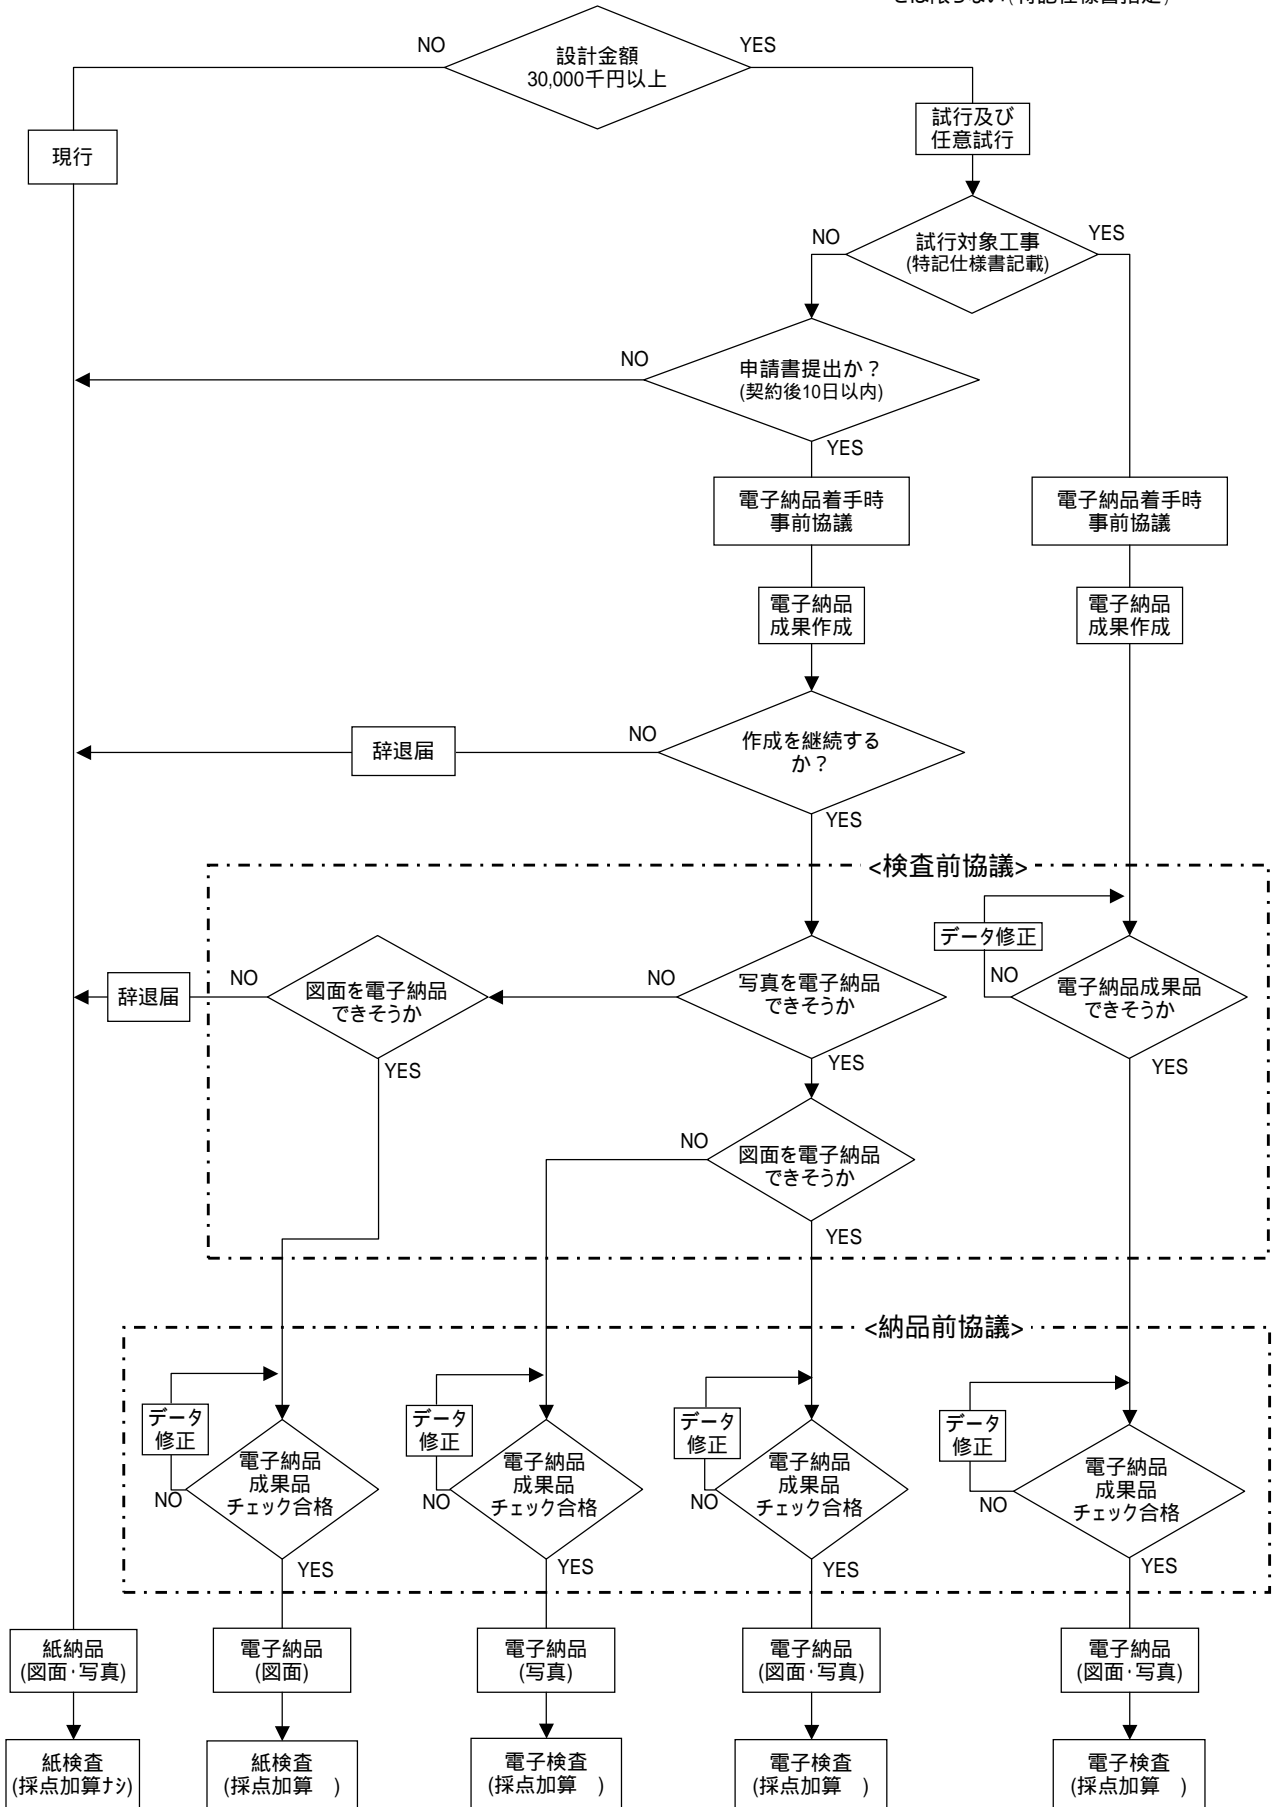 設計金額
30,000千円以上
NO
YES
現行
試行及び
任意試行
試行対象工事
(特記仕様書記載)
NO
YES
申請書提出か？
(契約後10日以内)
NO
YES
電子納品着手時
事前協議
電子納品着手時
事前協議
電子納品
成果作成
電子納品
成果作成
作成を継続する
か？
NO
辞退届
YES
<検査前協議>
データ修正
NO
電子納品成果品
できそうか
YES
写真を電子納品
できそうか
NO
YES
図面を電子納品
できそうか
NO
辞退届
YES
図面を電子納品
できそうか
NO
YES
<納品前協議>
データ
修正
NO
電子納品
成果品
チェック合格
YES
データ
修正
NO
電子納品
成果品
チェック合格
YES
データ
修正
NO
電子納品
成果品
チェック合格
YES
データ
修正
NO
電子納品
成果品
チェック合格
YES
紙納品
(図面・写真)
電子納品
(図面)
電子納品
(写真)
電子納品
(図面・写真)
電子納品
(図面・写真)
紙検査
(採点加算ナシ)
紙検査
(採点加算　)
電子検査
(採点加算　)
電子検査
(採点加算　)
電子検査
(採点加算　)